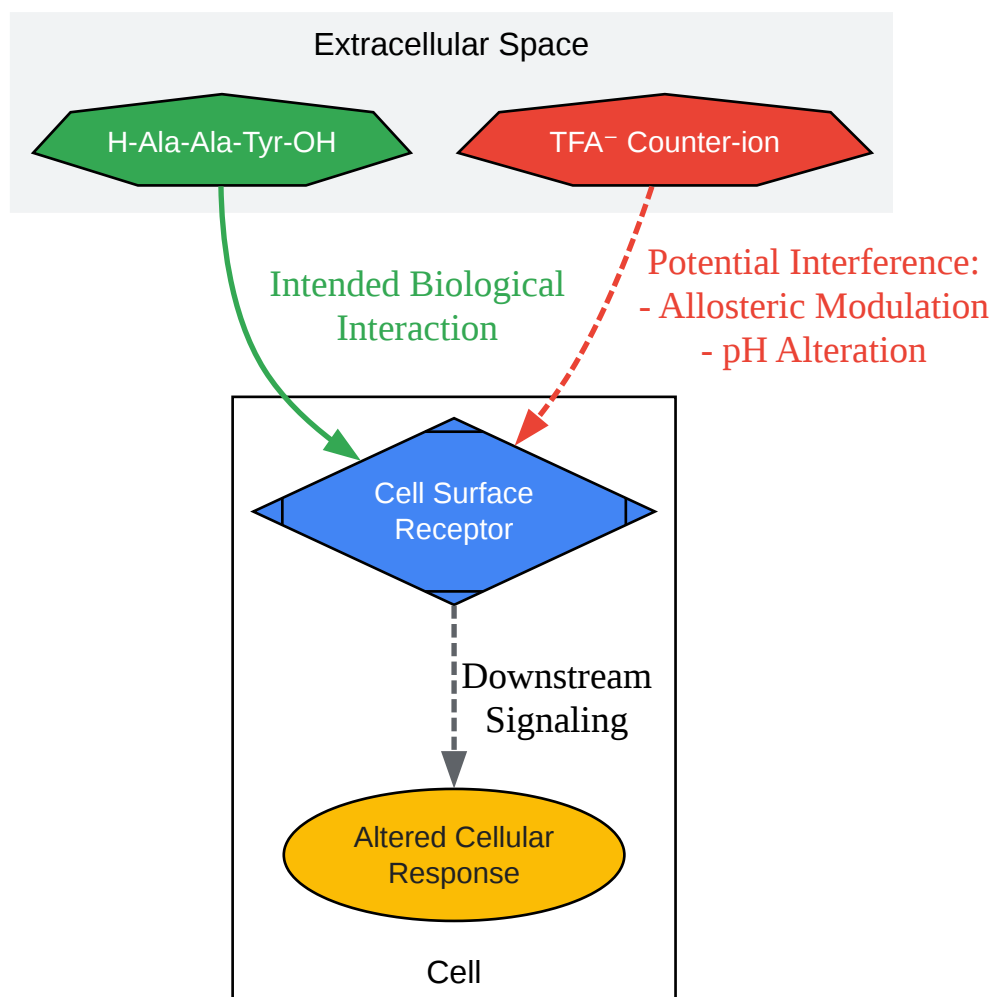 Extracellular Space
H-Ala-Ala-Tyr-OH
TFA⁻ Counter-ion
Intended Biological
Interaction
Potential Interference:
- Allosteric Modulation
- pH Alteration
Cell Surface
Receptor
Downstream
Signaling
Altered Cellular
Response
Cell